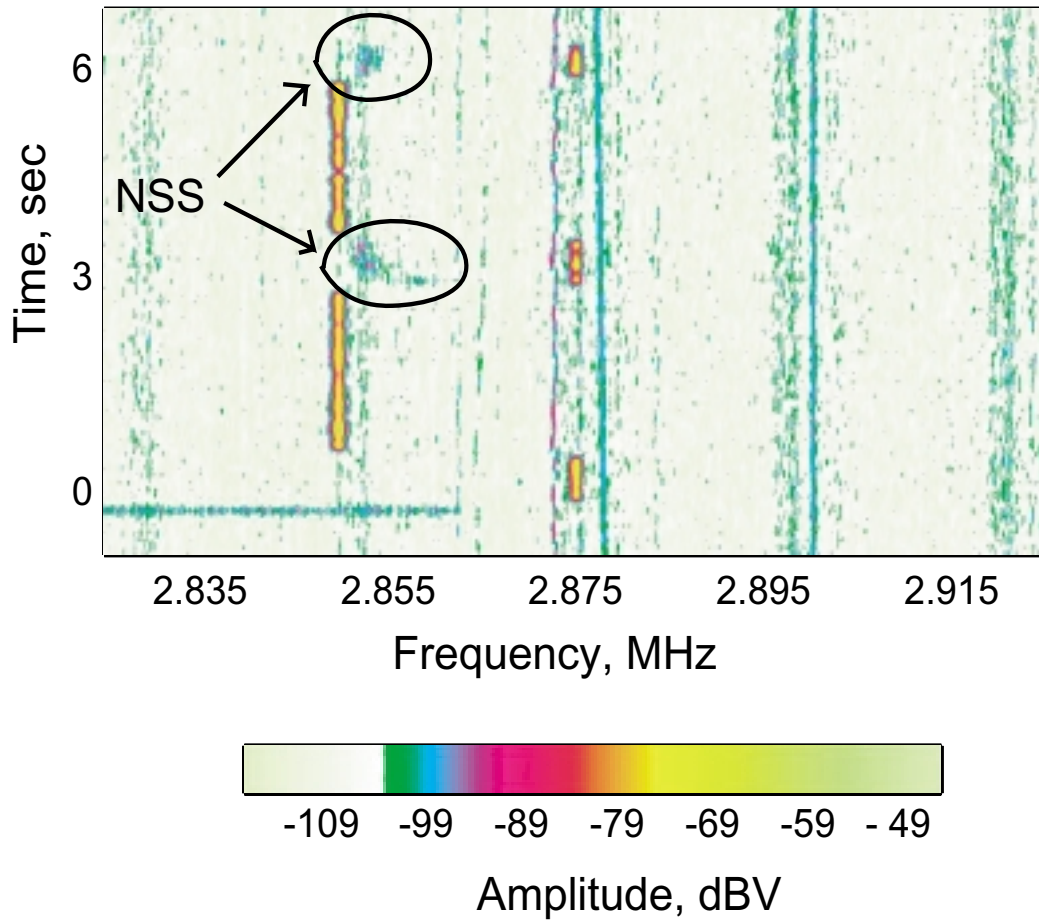 6
NSS
3
0
Time, sec
2.835 2.855 2.875 2.895 2.915
Frequency, MHz
-109 -99 -89 -79 -69 -59 - 49
Amplitude, dBV